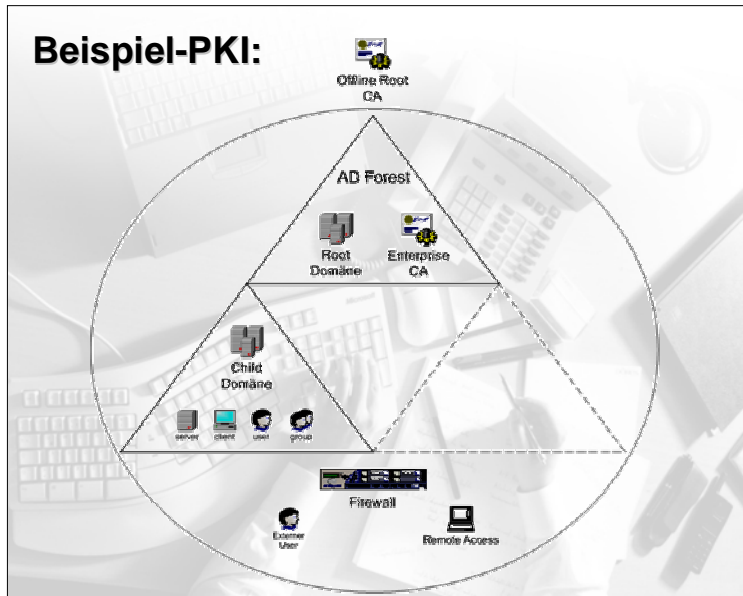 Beispiel-PKI:
Offline Root
CA
AD Forest
Root
Domäne
Enterprise
CA
Child
Domäne
server
client
user
group
Firewall
Externer
User
Remote Access